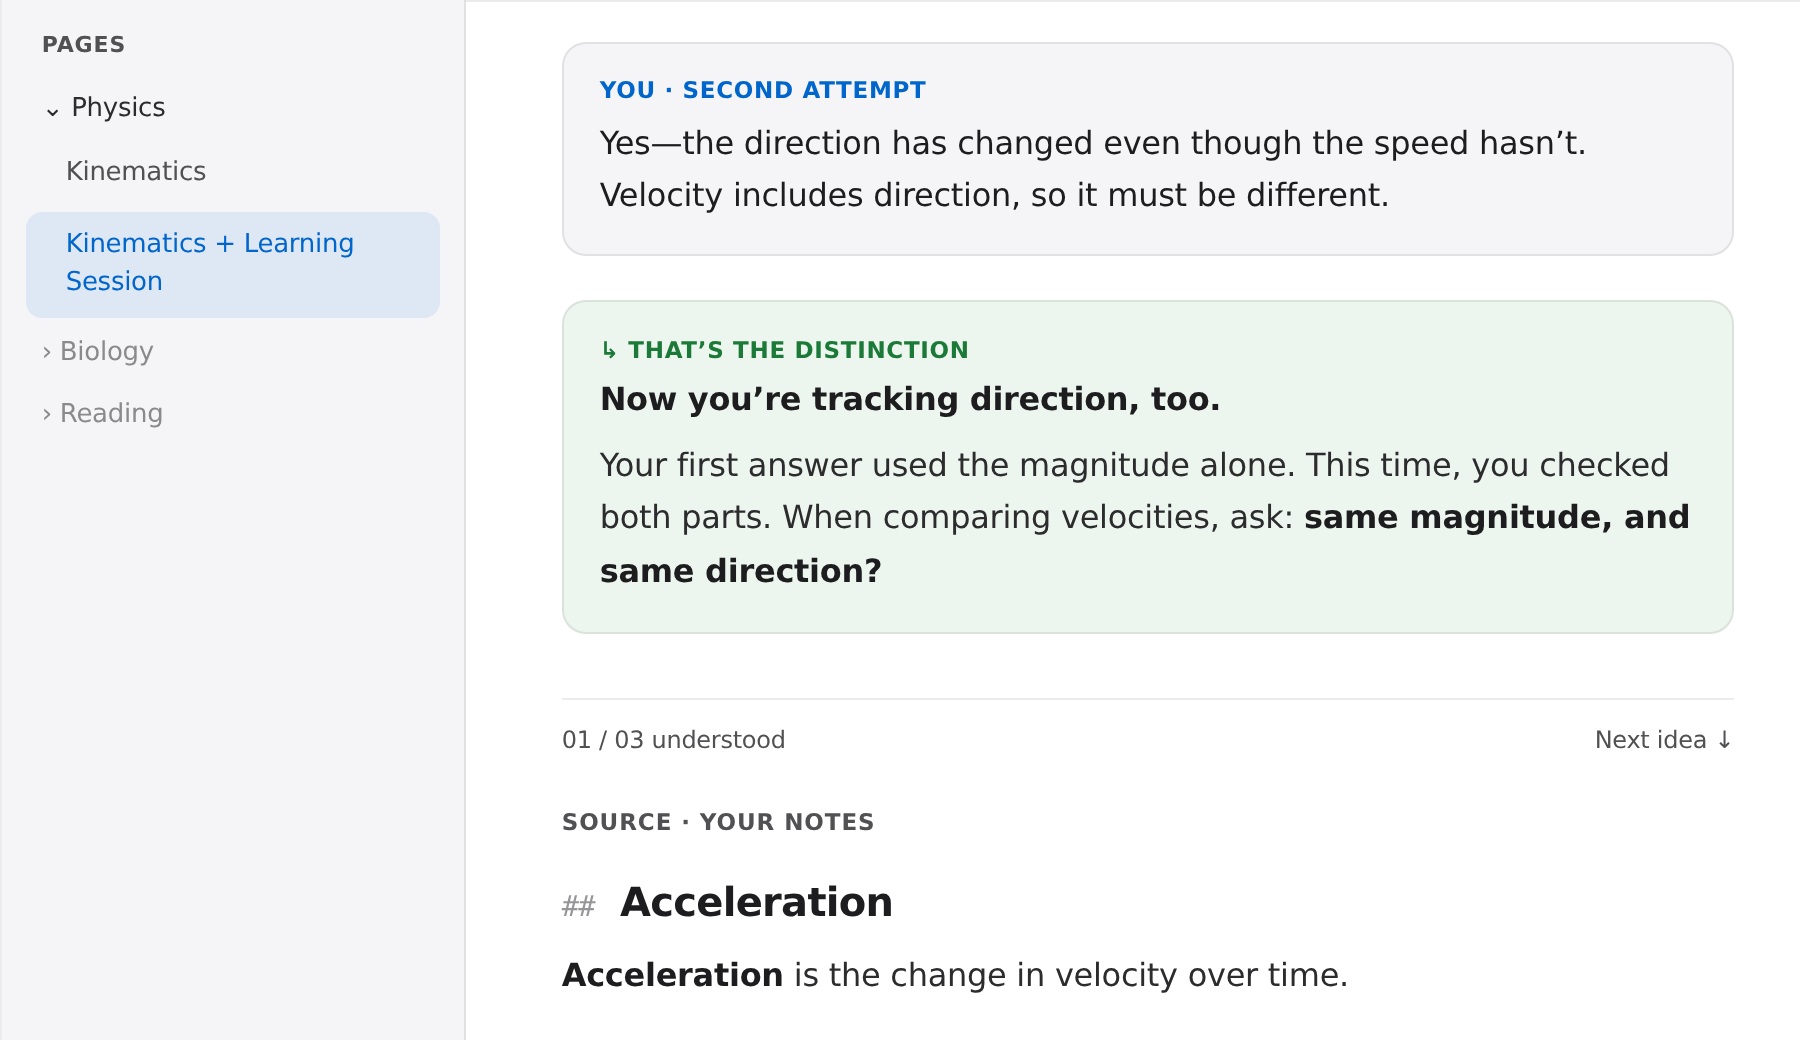 PAGES
⌄ Physics
Kinematics
Kinematics + Learning
Session
› Biology
› Reading
YOU · SECOND ATTEMPT
Yes—the direction has changed even though the speed hasn’t.
Velocity includes direction, so it must be different.
↳ THAT’S THE DISTINCTION
Now you’re tracking direction, too.
Your first answer used the magnitude alone. This time, you checked
both parts. When comparing velocities, ask: same magnitude, and
same direction?
01 / 03 understood
Next idea ↓
SOURCE · YOUR NOTES
## Acceleration
Acceleration is the change in velocity over time.